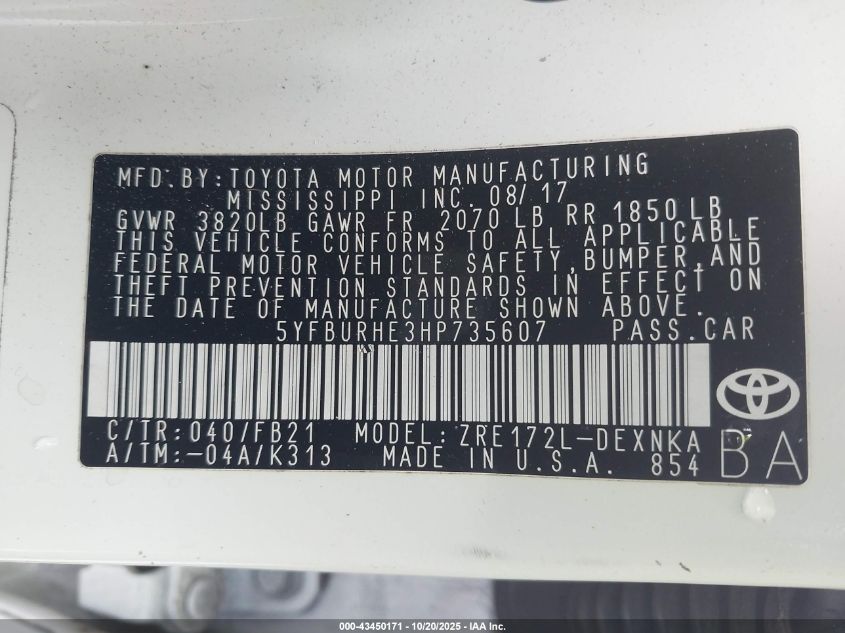 MFD.BY:TOYOTA MOTOR MANUFACTURING
MISSISSIPPI INC. 08/17
GVWR 3820LB GAWR FR 2070 LB RR 1850LB
THIS VEHICLE CONFORMS TO ALL APPLICABLE
FEDERAL MOTOR VEHICLE SAFETY,BUMPER,AND
THEFT PREVENTION STANDARDS IN EFFECT ON
THE DATE OF MANUFACTURE SHOWN ABOVE.
5YFBURHE3HP735607 PASS.CAR
C/TR:040/FB21 MODEL:ZRE172L-DEXNKA
A/TM:-04A/K313 MADE IN U.S.A. 854
BA
000-43450171 | 10/20/2025 | IAA Inc.